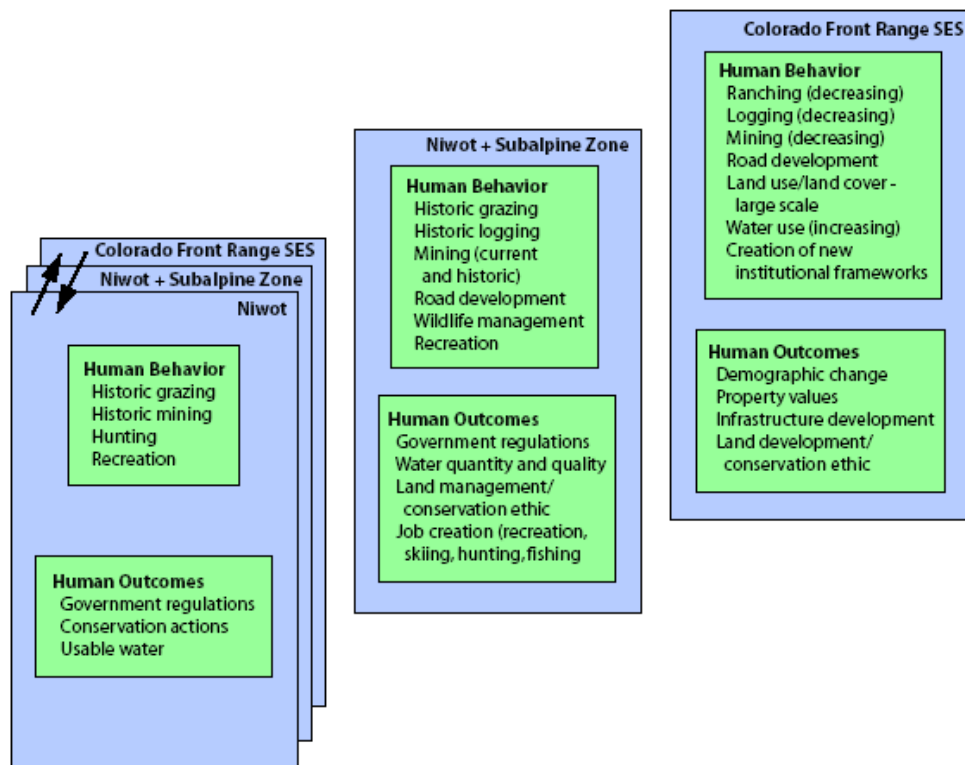 Colorado Front Range SES
Niwot + Subalpine Zone
Niwot
Human Behavior
Historic grazing
Historic mining
Hunting
Recreation
Human Outcomes
Government regulations
Conservation actions
Usable water
Niwot + Subalpine Zone
Human Behavior
Historic grazing
Historic logging
Mining (current
and historic)
Road development
Wildlife management
Recreation
Human Outcomes
Government regulations
Water quantity and quality
Land management/
conservation ethic
Job creation (recreation,
skiing, hunting, fishing
Colorado Front Range SES
Human Behavior
Ranching (decreasing)
Logging (decreasing)
Mining (decreasing)
Road development
Land use/land cover -
large scale
Water use (increasing)
Creation of new
institutional frameworks
Human Outcomes
Demographic change
Property values
Infrastructure development
Land development/
conservation ethic